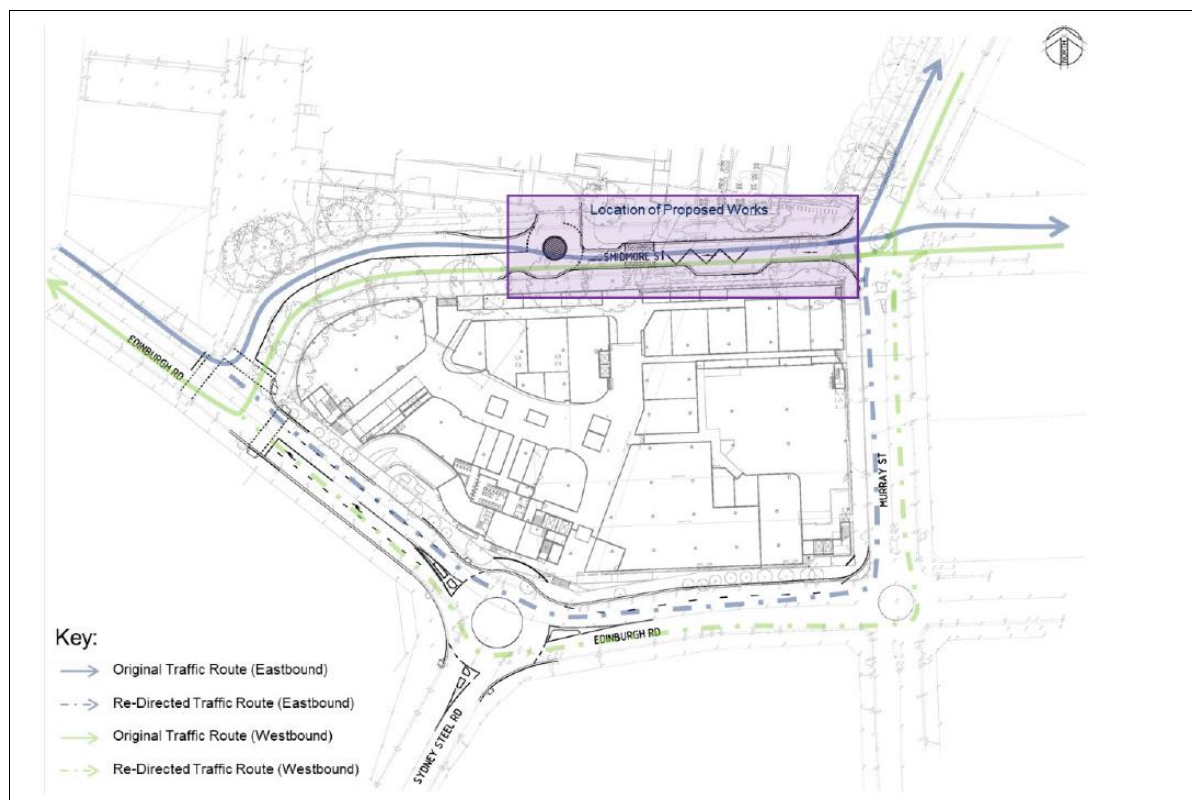 NORTH
Location of Proposed Works
SMIDMORE ST
EDINBURGH RD
MURRAY ST
EDINBURGH RD
SYDNEY STEEL RD
Key:
Original Traffic Route (Eastbound)
Re-Directed Traffic Route (Eastbound)
Original Traffic Route (Westbound)
Re-Directed Traffic Route (Westbound)